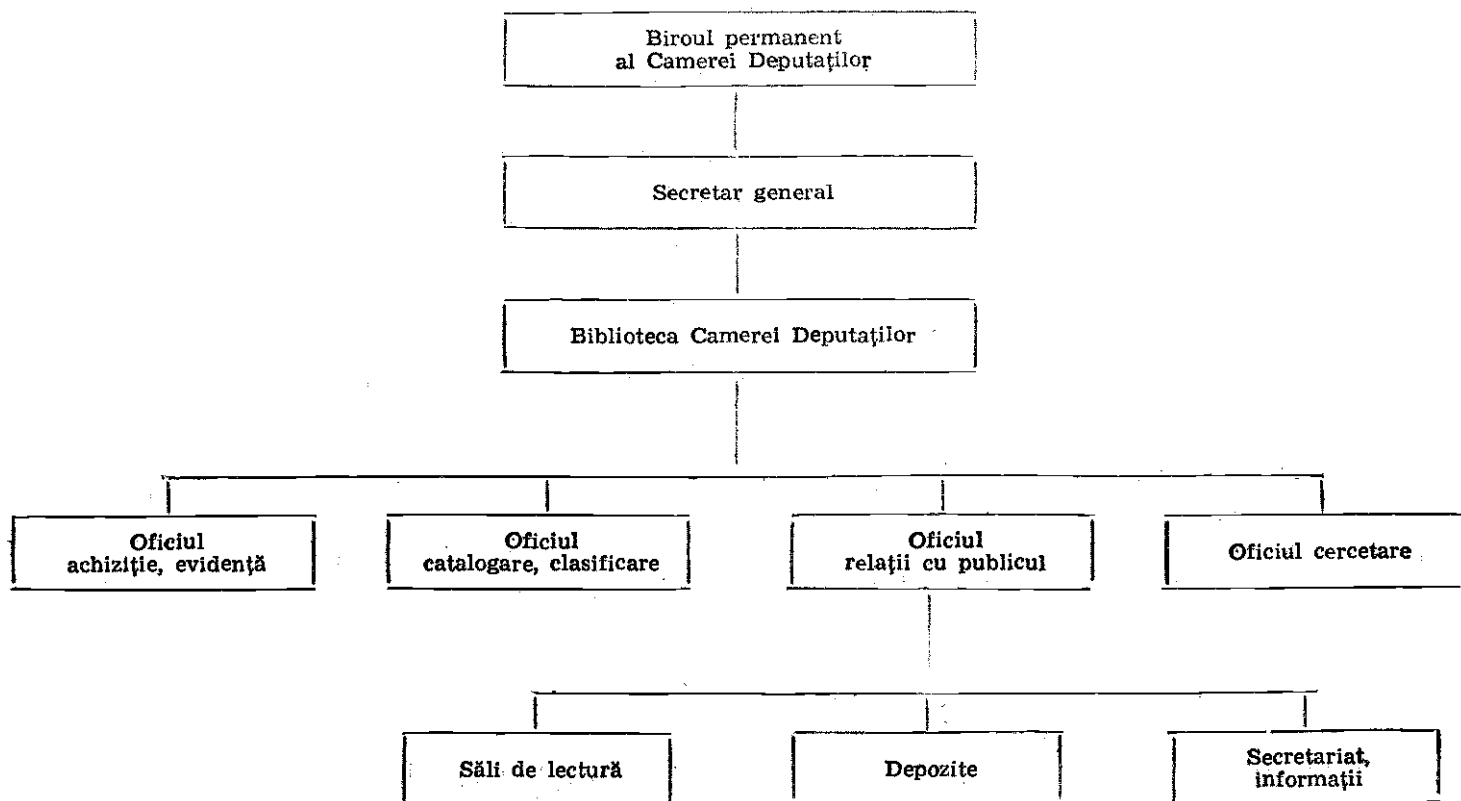 Biroul permanent
al Camerei Deputaților
Secretar general
Biblioteca Camerei Deputaților
Oficiul
achiziție, evidență
Oficiul
catalogare, clasificare
Oficiul
relații cu publicul
Oficiul cercetare
Săli de lectură
Depozite
Secretariat,
informații